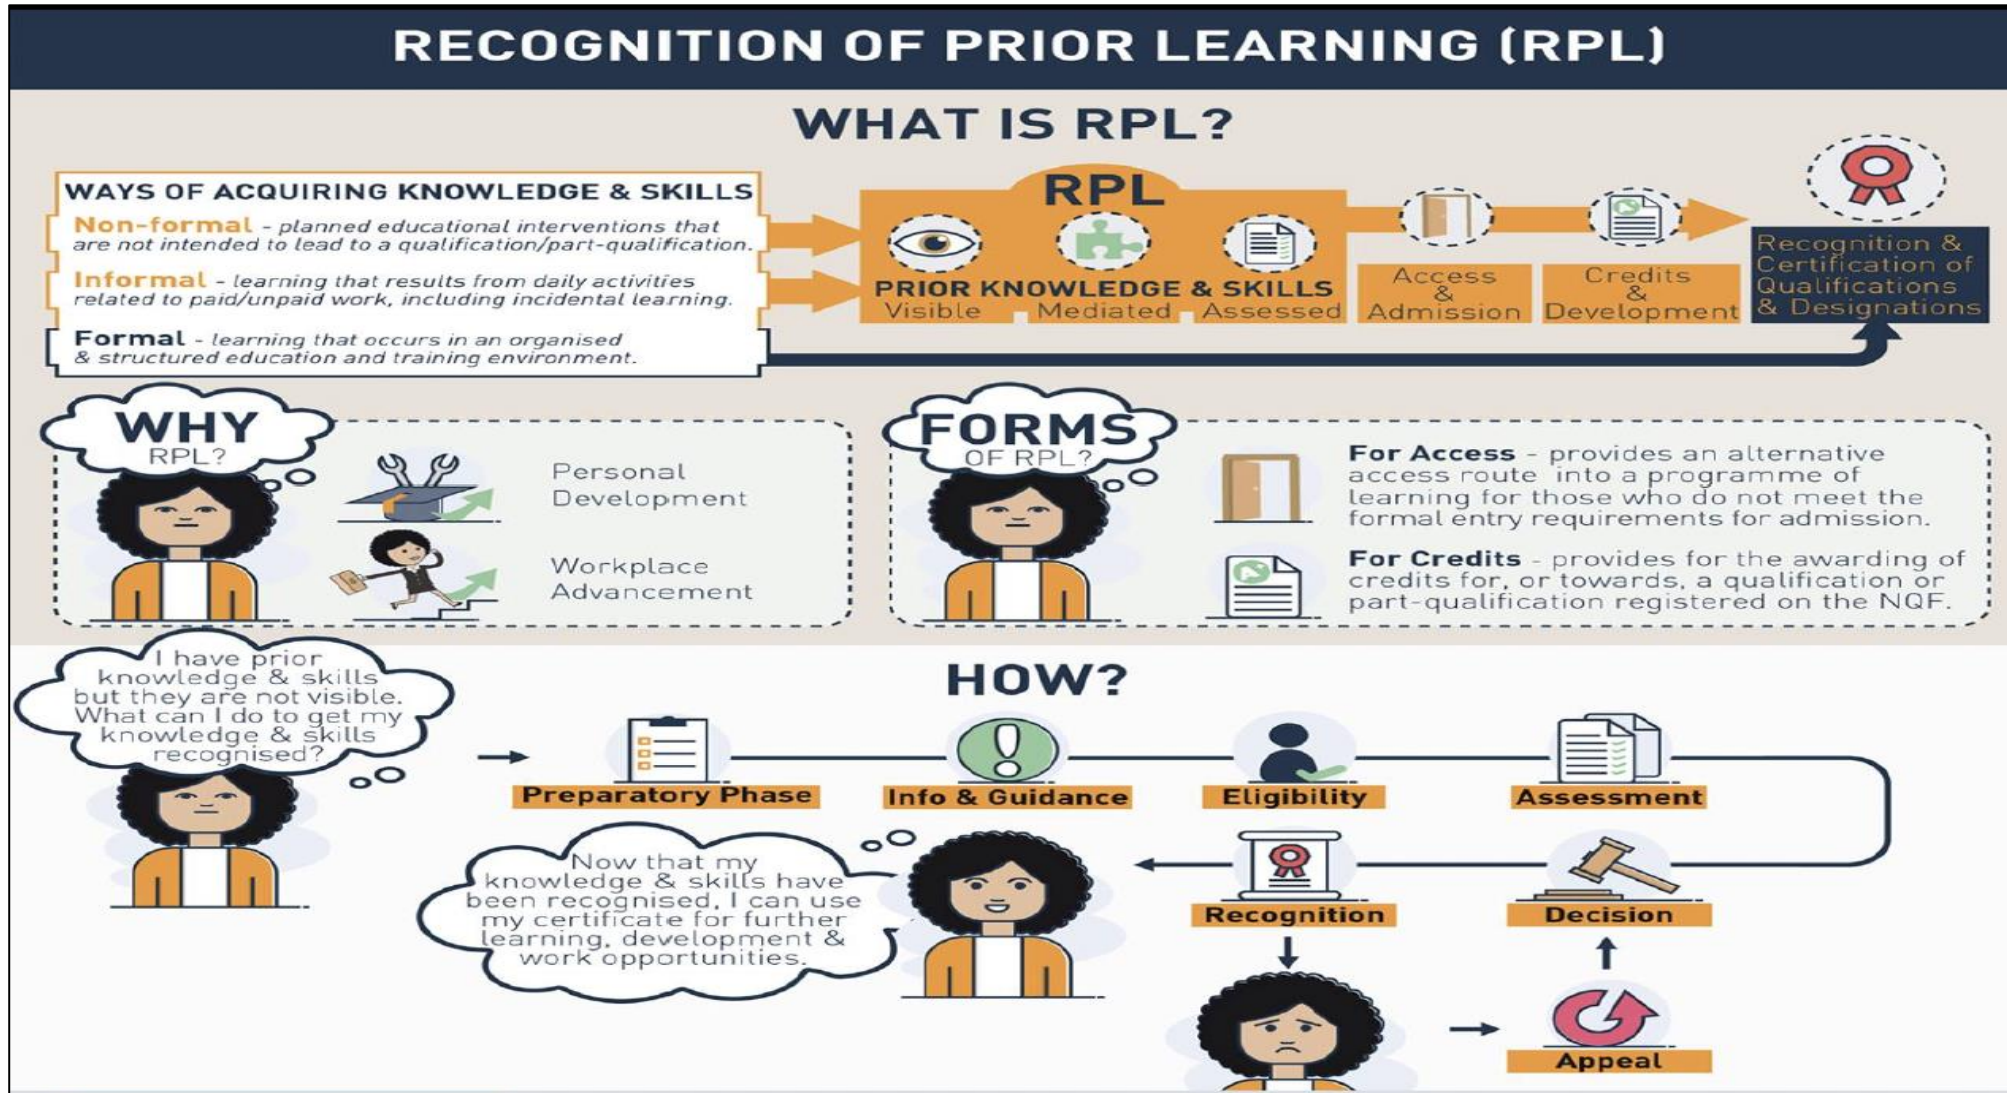 RECOGNITION OF PRIOR LEARNING (RPL)
WHAT IS RPL?
WAYS OF ACQUIRING KNOWLEDGE & SKILLS
Non-formal - planned educational interventions that
are not intended to lead to a qualification/part-qualification.
Informal - learning that results from daily activities
related to paid/unpaid work, including incidental learning.
Formal - learning that occurs in an organised
& structured education and training environment.
RPL
PRIOR KNOWLEDGE & SKILLS
Visible
Mediated
Assessed
Access
&
Admission
Credits
&
Development
Recognition &
Certification of
Qualifications
& Designations
WHY
RPL?
Personal
Development
Workplace
Advancement
FORMS
OF RPL?
For Access - provides an alternative
access route into a programme of
learning for those who do not meet the
formal entry requirements for admission.
For Credits - provides for the awarding of
credits for, or towards, a qualification or
part-qualification registered on the NQF.
I have prior
knowledge & skills
but they are not visible.
What can I do to get my
knowledge & skills
recognised?
HOW?
Preparatory Phase
Info & Guidance
Eligibility
Assessment
Decision
Recognition
Now that my
knowledge & skills have
been recognised, I can use
my certificate for further
learning, development &
work opportunities.
Appeal